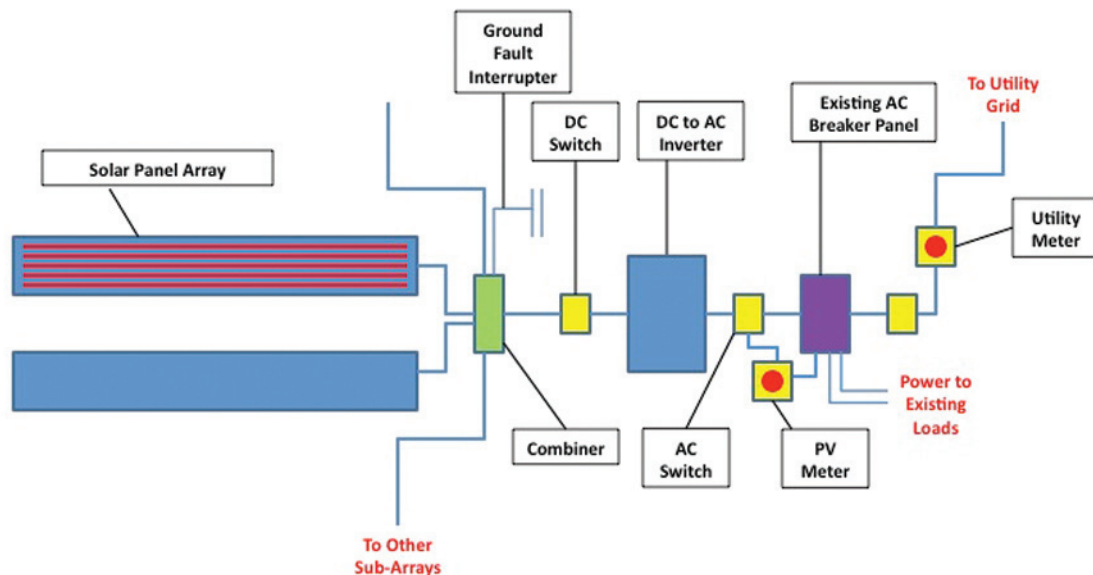 Ground
Fault
Interrupter
To Utility
Grid
DC
Switch
DC to AC
Inverter
Existing AC
Breaker Panel
Solar Panel Array
Utility
Meter
Power to
Existing
Loads
Combiner
AC
Switch
PV
Meter
To Other
Sub-Arrays